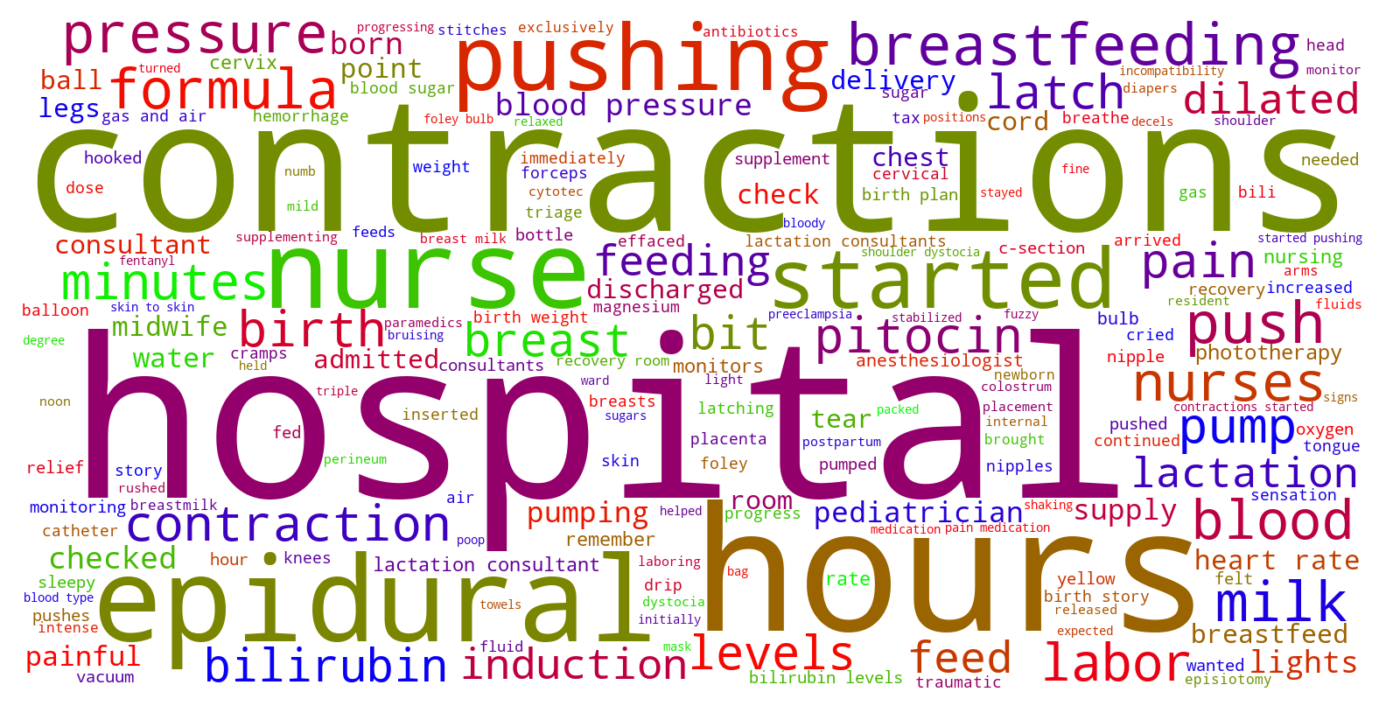 progressing stitches exclusively antibiotics
pressure born pushing breastfeeding head
cervix monitor
ball turned point delivery incompatibility
formula blood sugar sugar latch diapers dilated
legs gas and air hemorrhage foley bulb blood pressure relaxed tax positions cord breathe decels shoulder
contractions
hooked numb immediately supplement chest needed
dose weight forceps cervical fine
cytotec check birth plan stayed gas bili
mild triage bloody
consultant supplementing feeds breast milk bottle effaced lactation consultants shoulder dystocia c-section arrived started pushing
fentanyl nurse feeding started pain nursing
minutes discharged recovery arms increased
balloon skin to skin magnesium resident fluids
midwife birth paramedics birth weight preeclampsia stabilized fuzzy bulb cried push
degree bruising breast bit pitocin
water cramps admitted consultants recovery room monitors anesthesiologist nipple phototherapy
held ward light newborn colostrum
hospital
noon triple inserted breasts latching packed placement nurses signs
sugars internal contractions started
fed tear pushed pump oxygen
perineum placenta postpartum brought continued tongue
relief story skin foley pumped nipples lactation sensation
rushed
monitoring breastmilk air room shaking supply blood
catheter contraction poop pumping helped progress pediatrician medication pain medication
remember
checked hour knees lactation consultant laboring hours heart rate
sleepy drip bag rate yellow felt
blood type epidural towels dystocia birth story milk
pushes initially released
intense expected breastfeed
painful fluid mask levels feed labor wanted lights
vacuum bilirubin induction bilirubin levels traumatic episiotomy